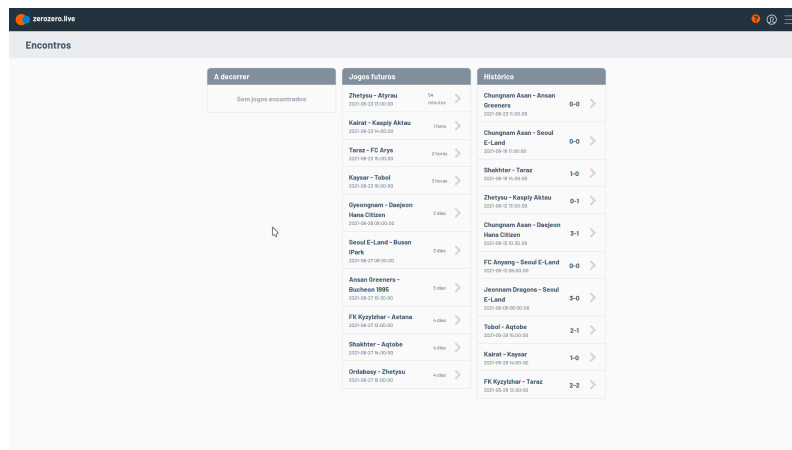 zerozero.live
?
Encontros
A decorrer
Sem jogos encontrados
Jogos futuros
Zhetysu - Atyrau
2021-06-23 13:00:00
54 minutos
Kairat - Kaspiy Aktau
2021-06-23 14:00:00
1 hora
Taraz - FC Arys
2021-06-23 15:00:00
2 horas
Kaysar - Tobol
2021-06-23 16:00:00
3 horas
Gyeongnam - Daejeon
Hana Citizen
2021-06-26 06:00:00
2 dias
Seoul E-Land - Busan
IPark
2021-06-27 09:00:00
3 dias
Ansan Greeners -
Bucheon 1995
2021-06-27 10:30:00
3 dias
FK Kyzylzhar - Astana
2021-06-27 13:00:00
4 dias
Shakhter - Aqtobe
2021-06-27 14:00:00
4 dias
Ordabasy - Zhetysu
2021-06-27 15:00:00
4 dias
Histórico
Chungnam Asan - Ansan
Greeners
2021-06-23 11:00:00
0-0
Chungnam Asan - Seoul
E-Land
2021-06-19 11:00:00
0-0
Shakhter - Taraz
2021-06-18 14:00:00
1-0
Zhetysu - Kaspiy Aktau
2021-06-12 13:00:00
0-1
Chungnam Asan - Daejeon
Hana Citizen
2021-06-12 10:30:00
3-1
FC Anyang - Seoul E-Land
2021-06-12 09:00:00
0-0
Jeonnam Dragons - Seoul
E-Land
3-0
Tobol - Aqtobe
2021-05-28 15:00:00
2-1
Kairat - Kaysar
2021-05-28 14:00:00
1-0
FK Kyzylzhar - Taraz
2021-05-28 12:00:00
2-2